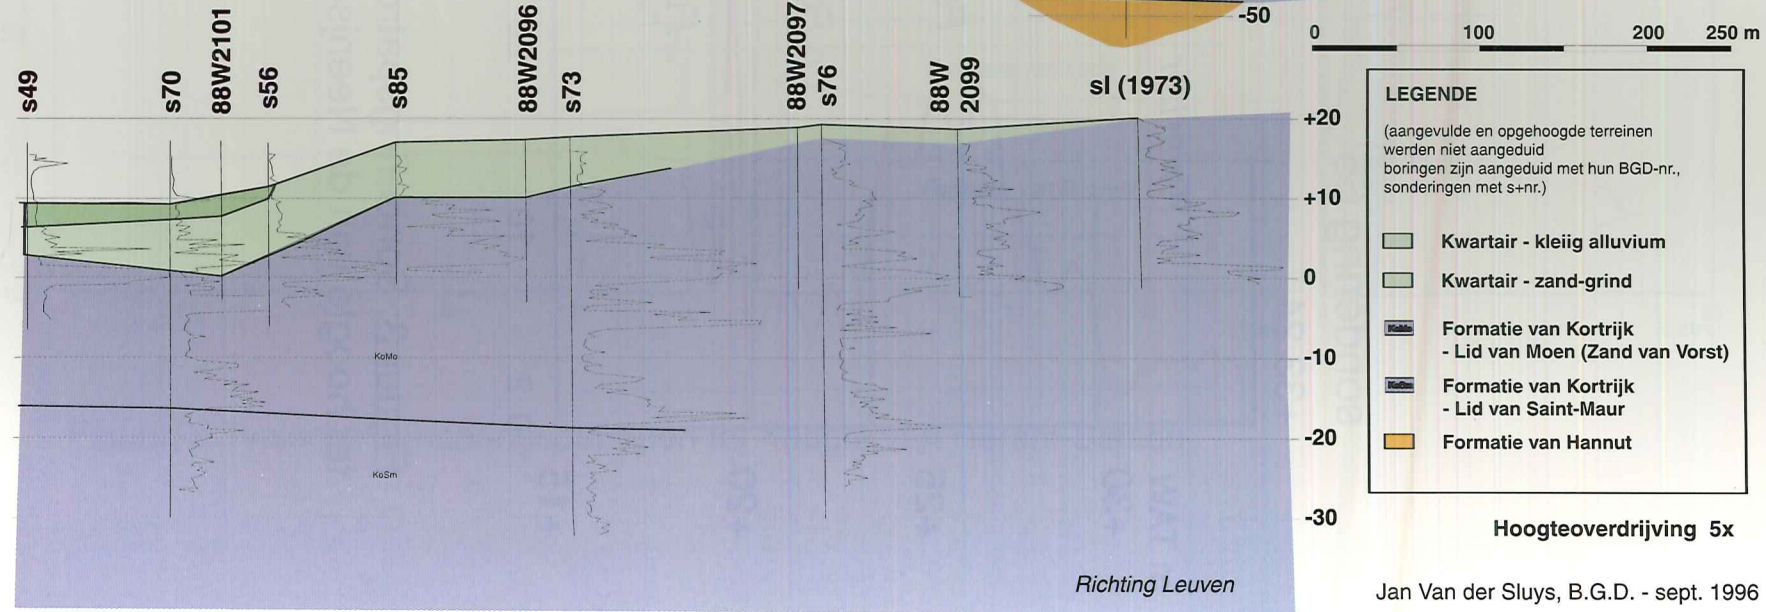 -50
0 100 200 250 m
s49
s70
88W2101
s56
s85
88W2096
s73
88W2097
s76
88W
2099
sI (1973)
+20
+10
0
-10
-20
-30
KoMo
KoSm
Richting Leuven
LEGENDE
(aangevulde en opgehoogde terreinen
werden niet aangeduid
boringen zijn aangeduid met hun BGD-nr.,
sonderingen met s+nr.)
Kwartair - kleiig alluvium
Kwartair - zand-grind
KoMo Formatie van Kortrijk
- Lid van Moen (Zand van Vorst)
KoSm Formatie van Kortrijk
- Lid van Saint-Maur
Formatie van Hannut
Hoogteoverdrijving 5x
Jan Van der Sluys, B.G.D. - sept. 1996